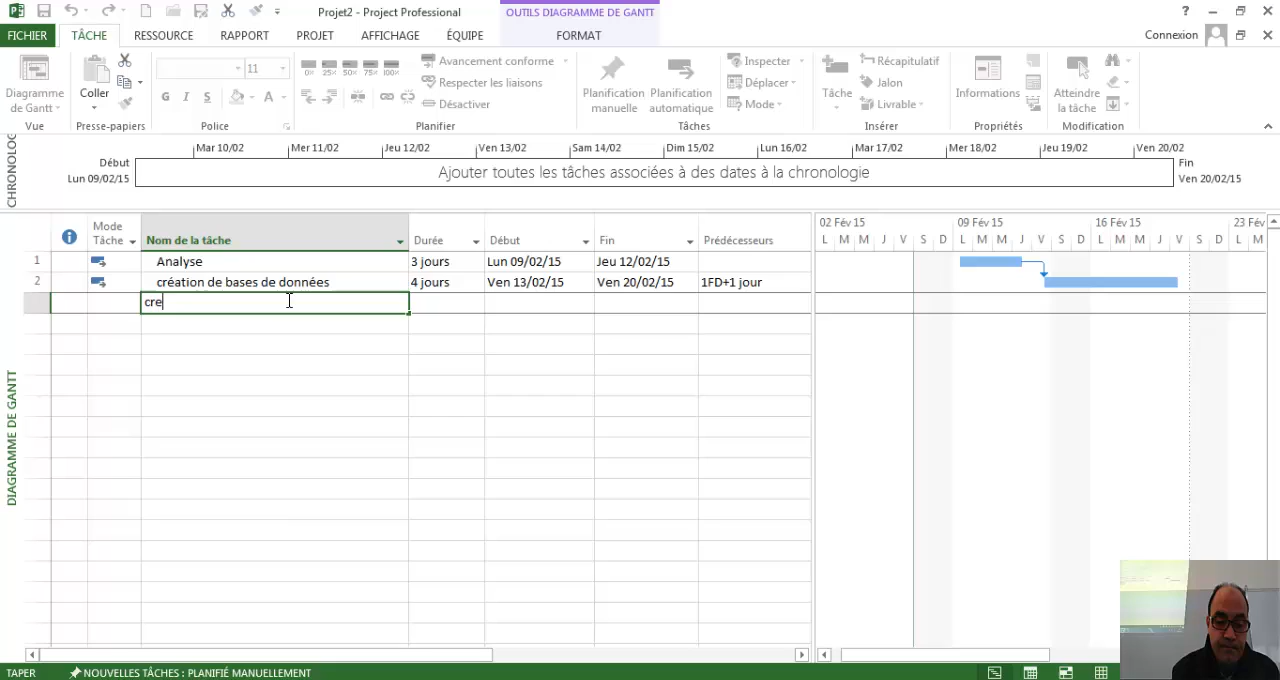 Projet2 - Project Professional
OUTILS DIAGRAMME DE GANTT
?
FICHIER TÂCHE RESSOURCE RAPPORT PROJET AFFICHAGE ÉQUIPE FORMAT Connexion
Diagramme de Gantt
Vue
Coller
Presse-papiers
11
G I S A
Police
0% 25% 50% 75% 100%
Avancement conforme
Respecter les liaisons
Désactiver
Planifier
Planification manuelle
Planification automatique
Inspecter
Déplacer
Mode
Tâches
Tâche
Récapitulatif
Jalon
Livrable
Insérer
Informations
Propriétés
Atteindre la tâche
Modification
CHRONOLOG
Mar 10/02 Mer 11/02 Jeu 12/02 Ven 13/02 Sam 14/02 Dim 15/02 Lun 16/02 Mar 17/02 Mer 18/02 Jeu 19/02 Ven 20/02
Début
Lun 09/02/15
Ajouter toutes les tâches associées à des dates à la chronologie
Fin
Ven 20/02/15
Mode Tâche Nom de la tâche Durée Début Fin Prédécesseurs
02 Fév 15 09 Fév 15 16 Fév 15 23 Fév
L M M J V S D L M M J V S D L M M J V S D L M
1 Analyse 3 jours Lun 09/02/15 Jeu 12/02/15
2 création de bases de données 4 jours Ven 13/02/15 Ven 20/02/15 1FD+1 jour
cre
DIAGRAMME DE GANTT
TAPER NOUVELLES TÂCHES : PLANIFIÉ MANUELLEMENT